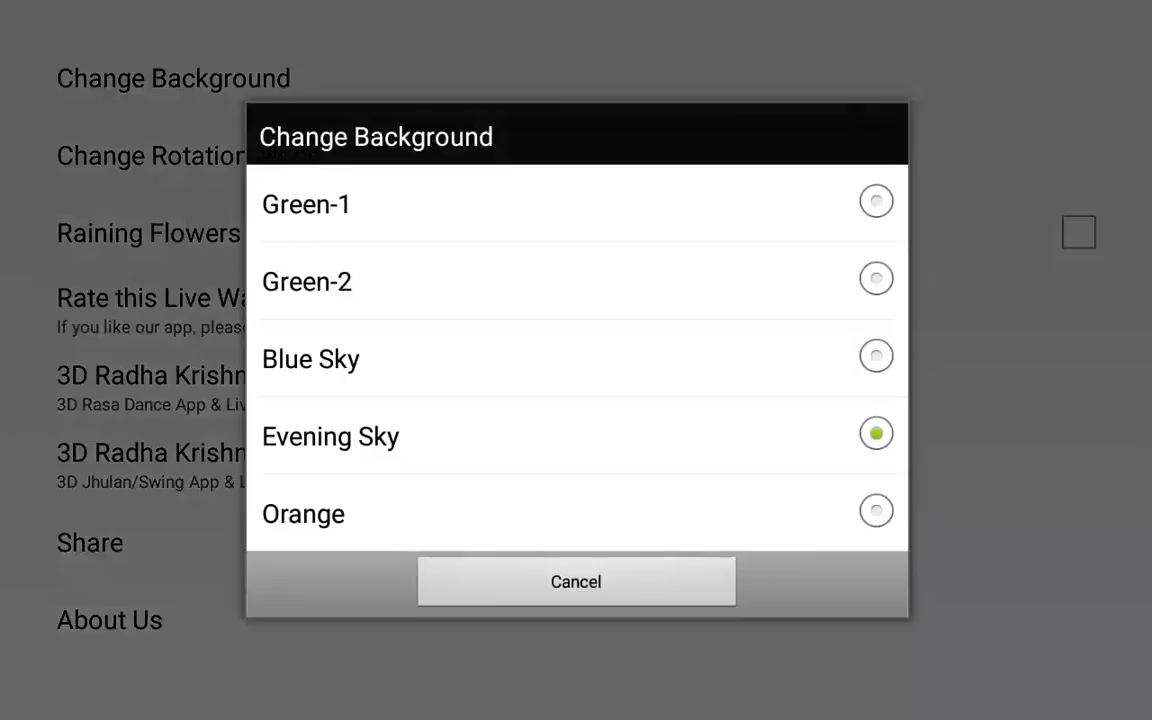 Change Background
Change Background
Change Rotation
Green-1
Raining Flowers
Green-2
Rate this Live Wa
If you like our app, please
Blue Sky
3D Radha Krishn
3D Rasa Dance App & Liv
Evening Sky
3D Radha Krishn
3D Jhulan/Swing App & L
Orange
Share
Cancel
About Us